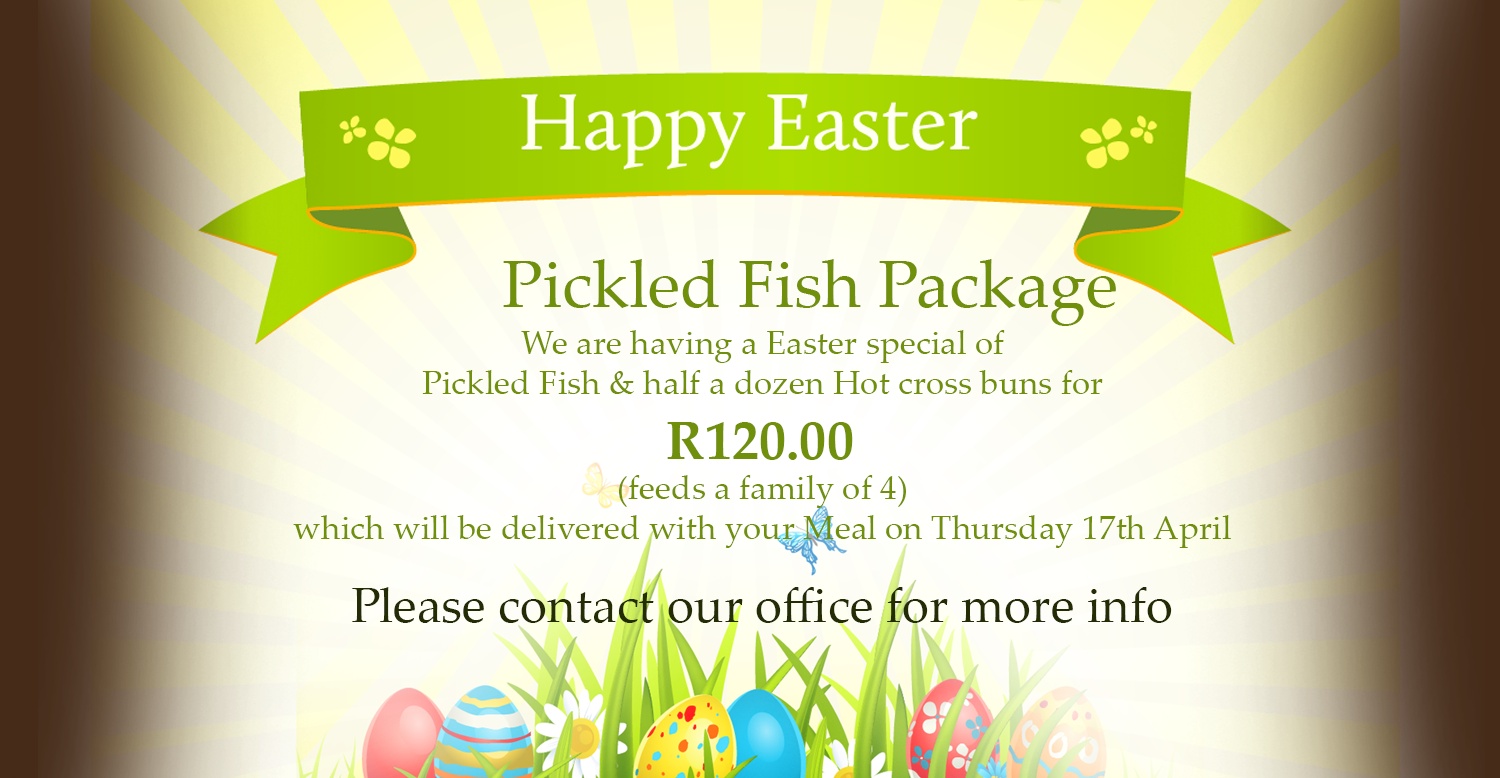 Happy Easter
Pickled Fish Package
We are having a Easter special of
Pickled Fish & half a dozen Hot cross buns for
R120.00
(feeds a family of 4)
which will be delivered with your Meal on Thursday 17th April
Please contact our office for more info